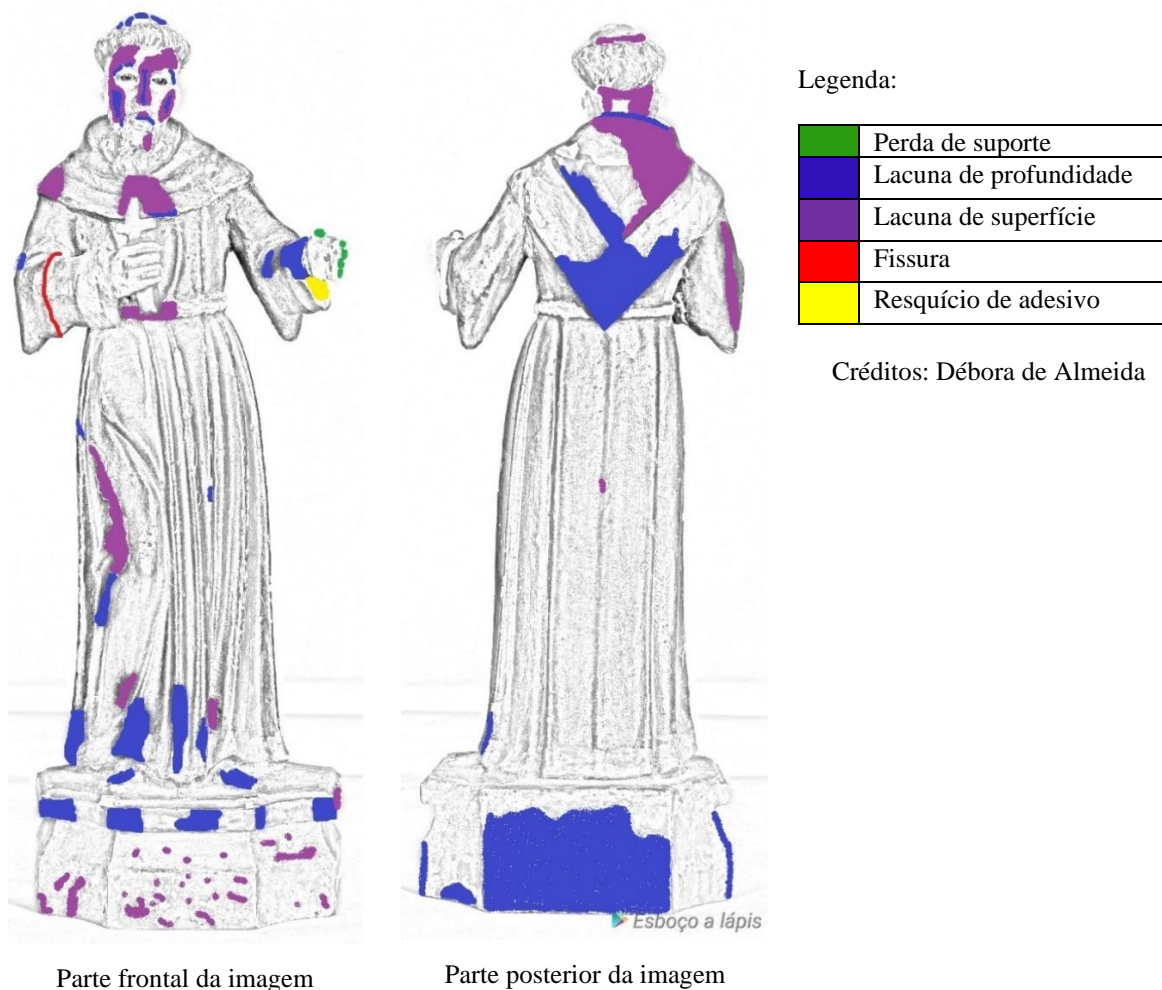 Legenda:
Perda de suporte
Lacuna de profundidade
Lacuna de superfície
Fissura
Resquício de adesivo
Créditos: Débora de Almeida
Esboço a lápis
Parte frontal da imagem
Parte posterior da imagem